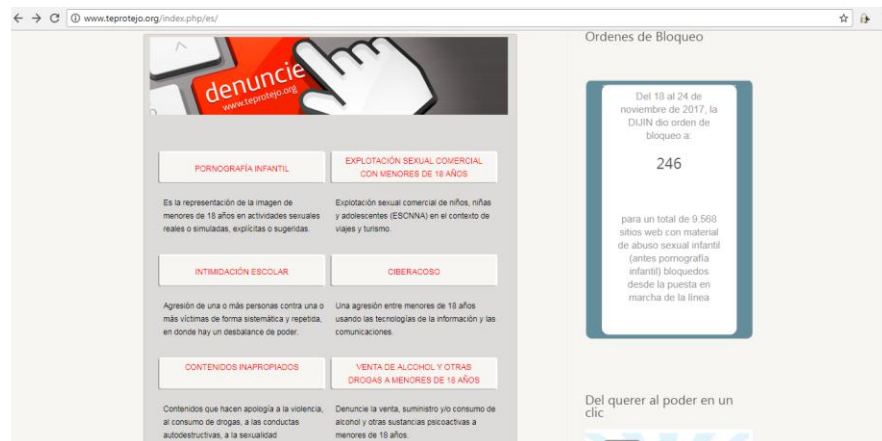 www.teprotejo.org/index.php/es/
denuncie
www.teprotejo.org
PORNOGRAFÍA INFANTIL
Es la representación de la imagen de
menores de 18 años en actividades sexuales
reales o simuladas, explícitas o sugeridas.
EXPLOTACIÓN SEXUAL COMERCIAL
CON MENORES DE 18 AÑOS
Explotación sexual comercial de niños, niñas
y adolescentes (ESCNNA) en el contexto de
viajes y turismo.
INTIMIDACIÓN ESCOLAR
Agresión de una o más personas contra una o
más víctimas de forma sistemática y repetida,
en donde hay un desbalance de poder.
CIBERACOSO
Una agresión entre menores de 18 años
usando las tecnologías de la información y las
comunicaciones.
CONTENIDOS INAPROPIADOS
Contenidos que hacen apología a la violencia,
al consumo de drogas, a las conductas
autodestructivas, a la sexualidad
VENTA DE ALCOHOL Y OTRAS
DROGAS A MENORES DE 18 AÑOS
Denuncie la venta, suministro y/o consumo de
alcohol y otras sustancias psicoactivas a
menores de 18 años.
Ordenes de Bloqueo
Del 18 al 24 de
noviembre de 2017, la
DIJIN dio orden de
bloqueo a:
246
para un total de 9.568
sitios web con material
de abuso sexual infantil
(antes pornografía
infantil) bloquedos
desde la puesta en
marcha de la línea
Del querer al poder en un
clic